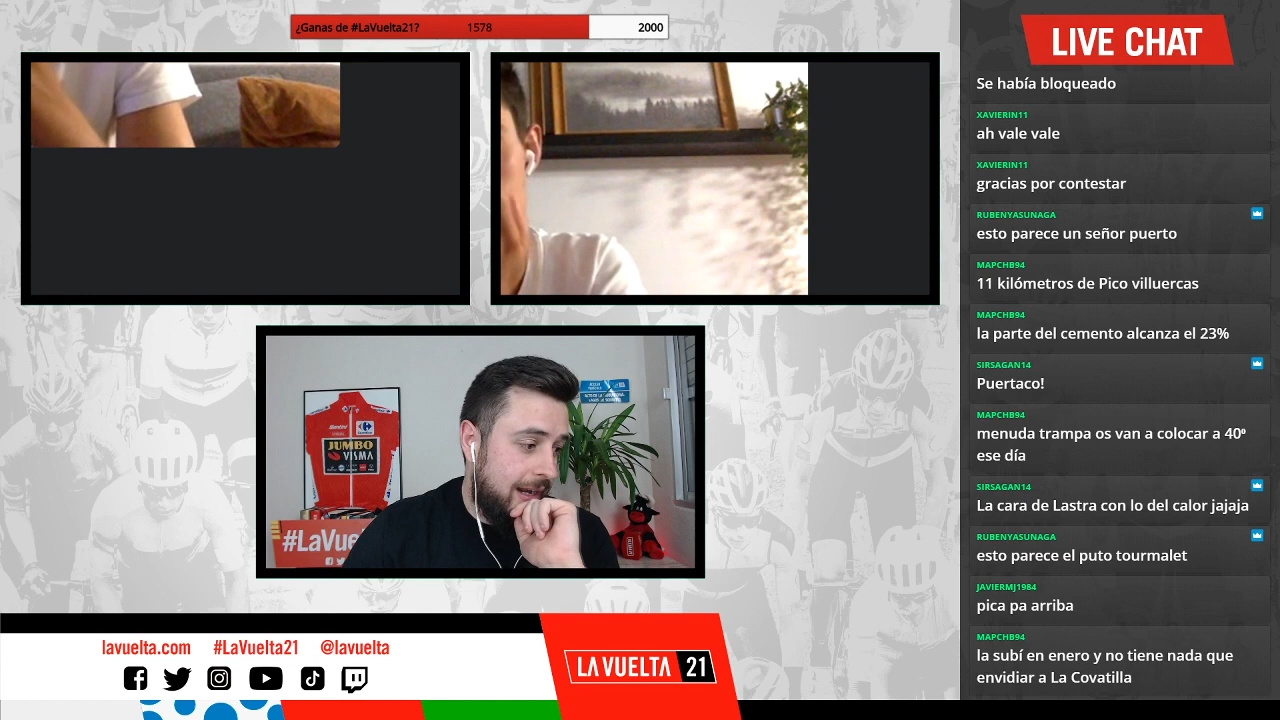 ¿Ganas de #LaVuelta21? 1578 2000
JUMBO
VISMA
#LaVue
lavuelta.com #LaVuelta21 @lavuelta
LA VUELTA 21
LIVE CHAT
Se había bloqueado
XAVIERIN11
ah vale vale
XAVIERIN11
gracias por contestar
RUBENYASUNAGA
esto parece un señor puerto
MAPCHB94
11 kilómetros de Pico villuercas
MAPCHB94
la parte del cemento alcanza el 23%
SIRSAGAN14
Puertaco!
MAPCHB94
menuda trampa os van a colocar a 40º
ese día
SIRSAGAN14
La cara de Lastra con lo del calor jajaja
RUBENYASUNAGA
esto parece el puto tourmalet
JAVIERMJ1984
pica pa arriba
MAPCHB94
la subí en enero y no tiene nada que
envidiar a La Covatilla